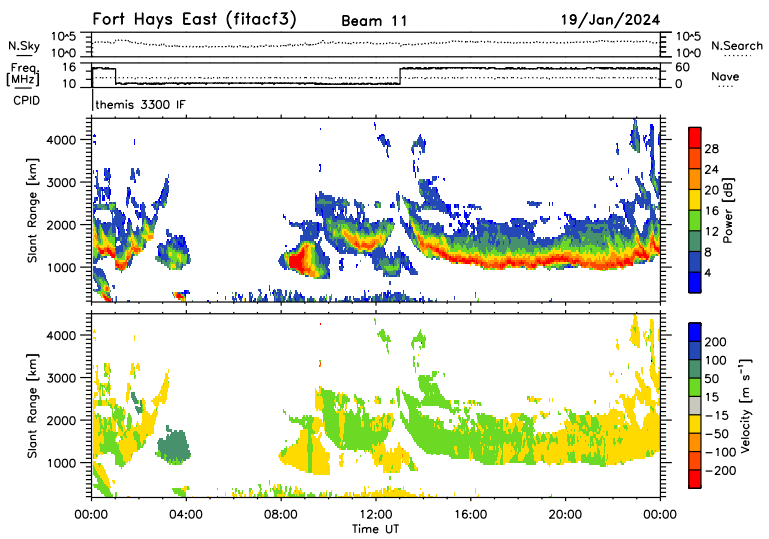 Fort Hays East (fitacf3) Beam 11 19/Jan/2024
N.Sky 10^5 10^0 10^5 10^0 N.Search
Freq. [MHz] 16 10 60 0 Nave
CPID themis 3300 IF
Slant Range [km]
4000
3000
2000
1000
Power [dB]
28
24
20
16
12
8
4
Slant Range [km]
4000
3000
2000
1000
Velocity [m s⁻¹]
200
100
50
15
−15
−50
−100
−200
00:00 04:00 08:00 12:00 16:00 20:00 00:00
Time UT